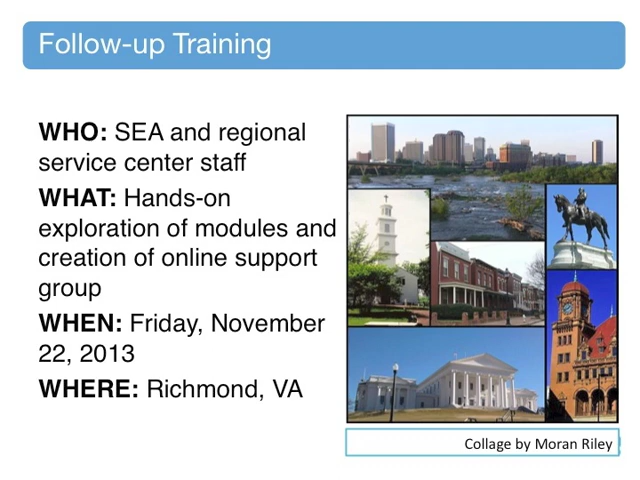 Follow-up Training
WHO: SEA and regional
service center staff
WHAT: Hands-on
exploration of modules and
creation of online support
group
WHEN: Friday, November
22, 2013
WHERE: Richmond, VA
Collage by Moran Riley